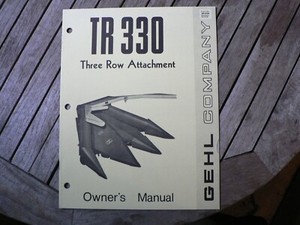 TR 330
Three Row Attachment
Owner's Manual
GEHL COMPANY